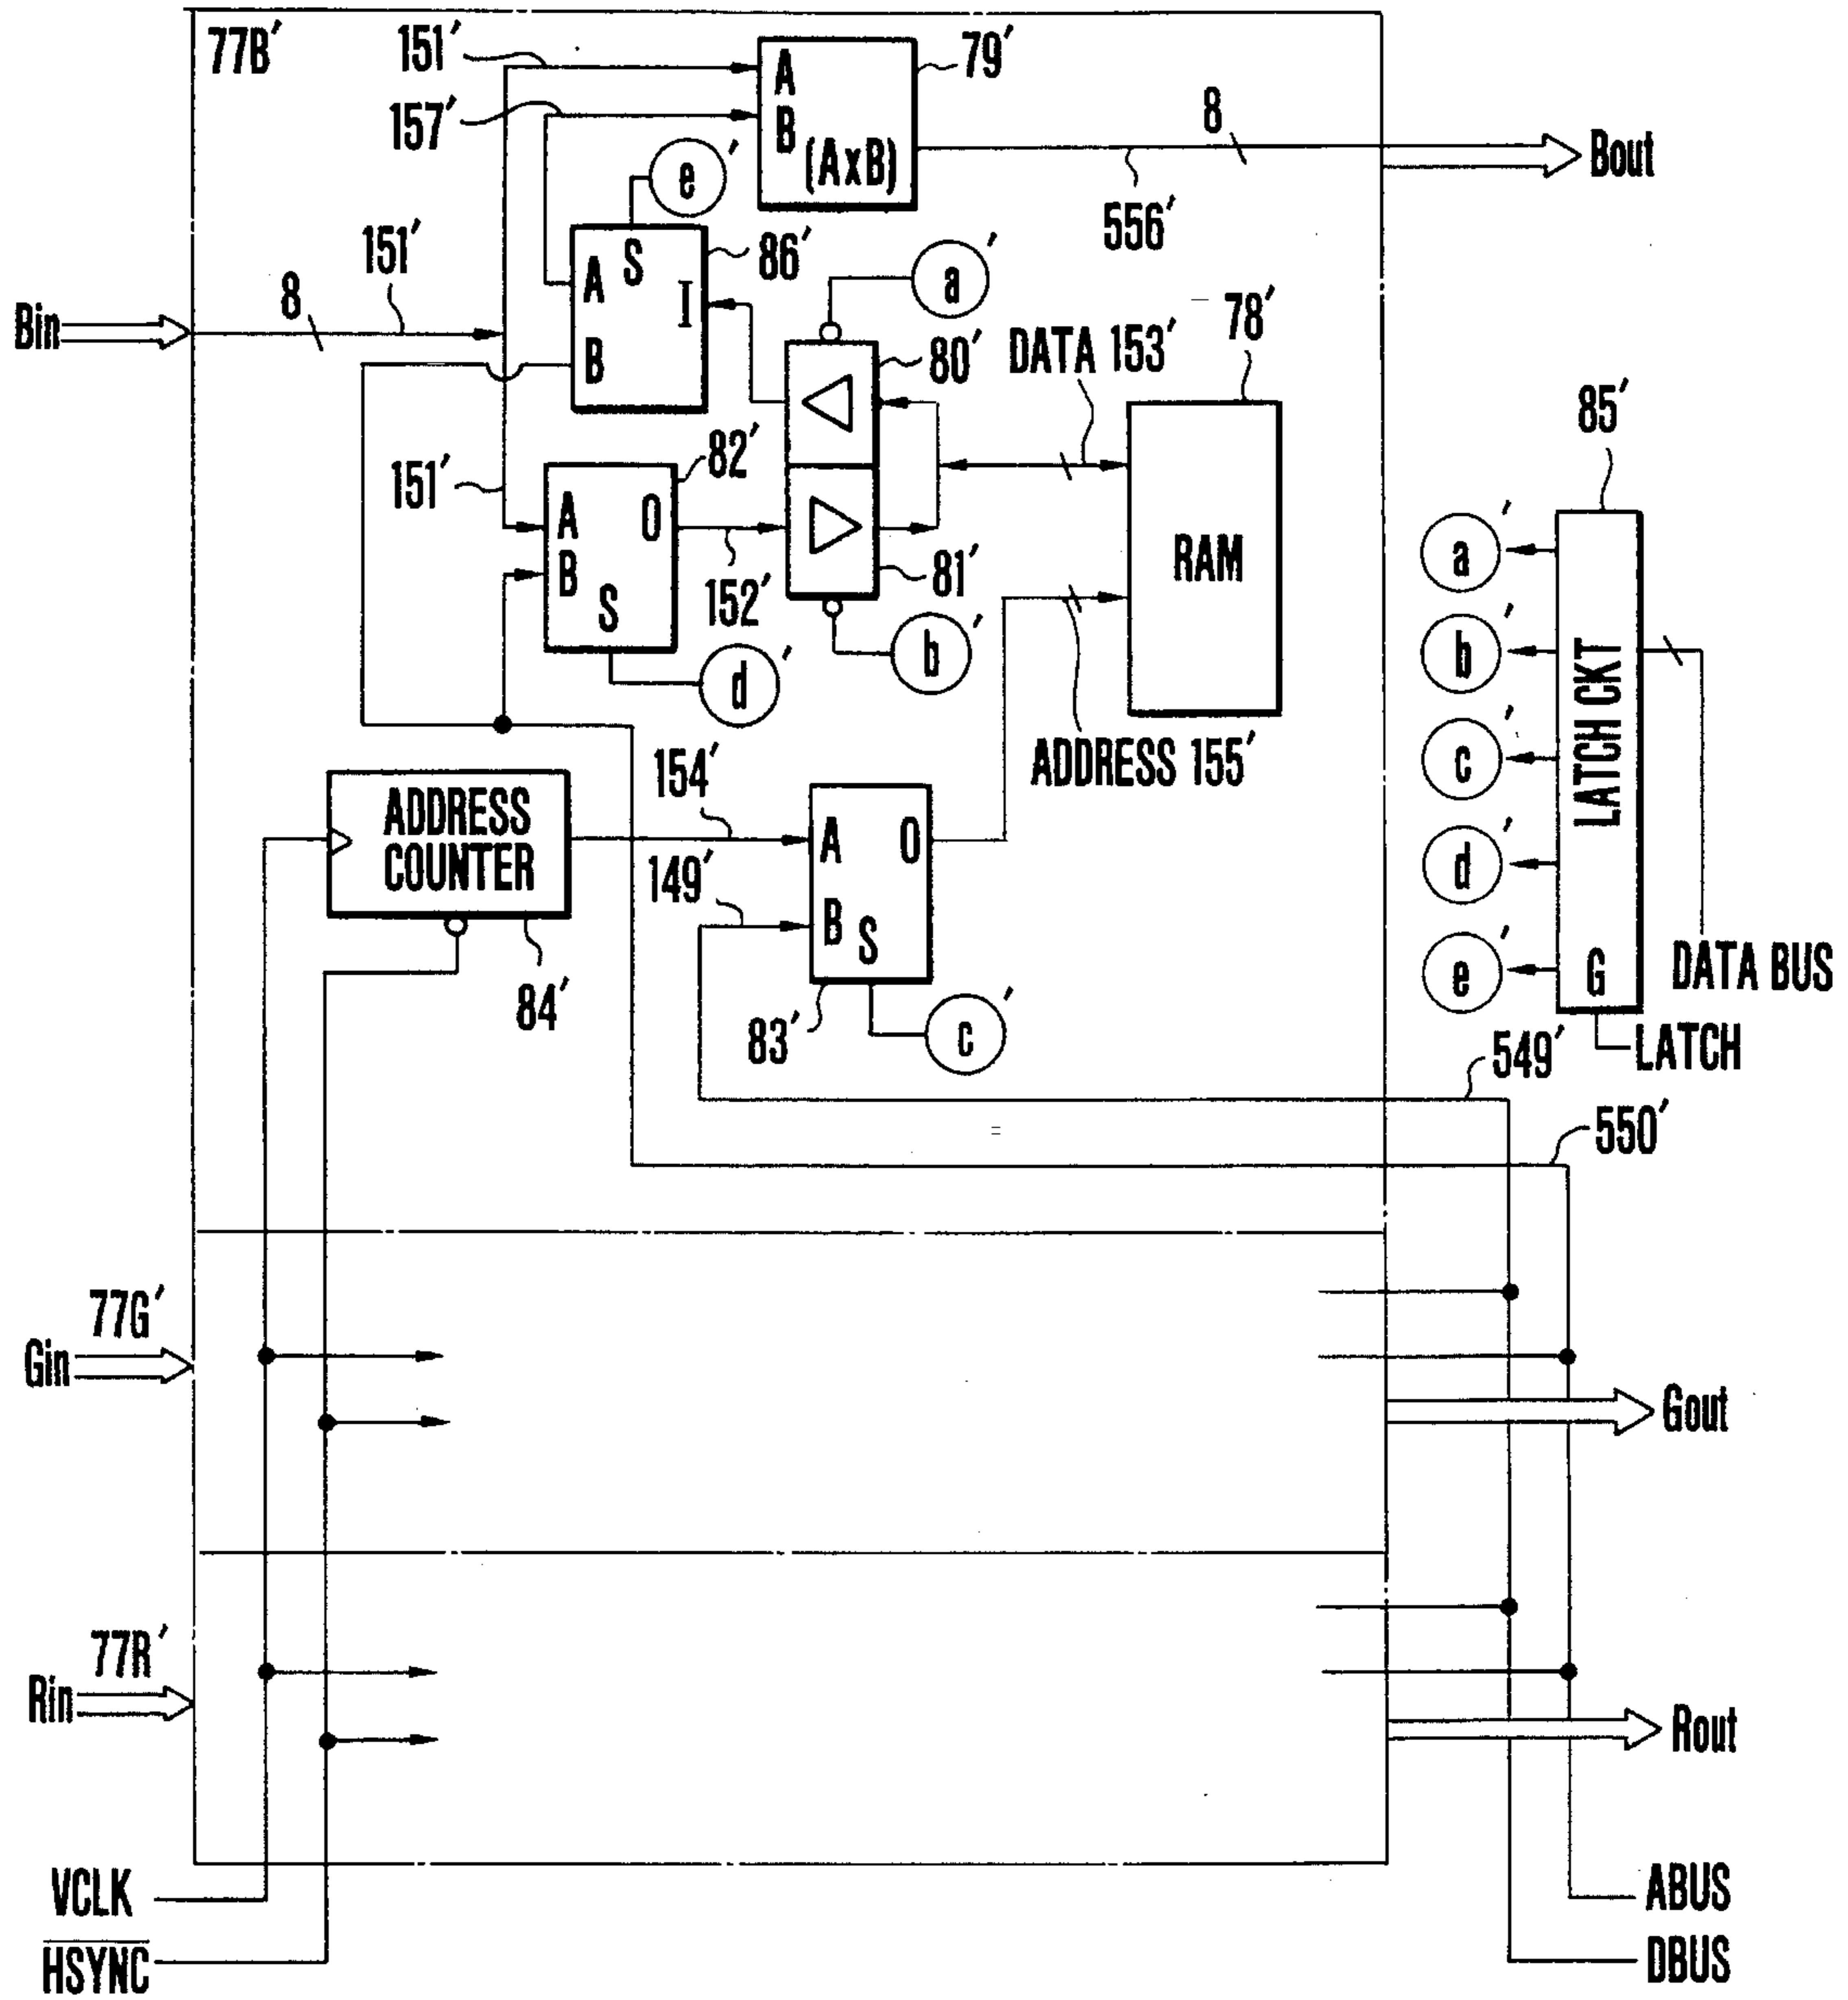 77B′
151′
79′
A
157′
B
(A×B)
8
Bout
e′
556′
151′
S
86′
A
I
a′
Bin
8
78′
B
80′
DATA 153′
85′
82′
151′
A
O
a′
B
81′
RAM
S
152′
b′
b′
d′
LATCH CKT
c′
154′
ADDRESS 155′
ADDRESS
COUNTER
A
O
149′
d′
B
S
e′
G
DATA BUS
84′
83′
c′
549′
LATCH
550′
77G′
Gin
Gout
77R′
Rin
Rout
VCLK
ABUS
HSYNC
DBUS